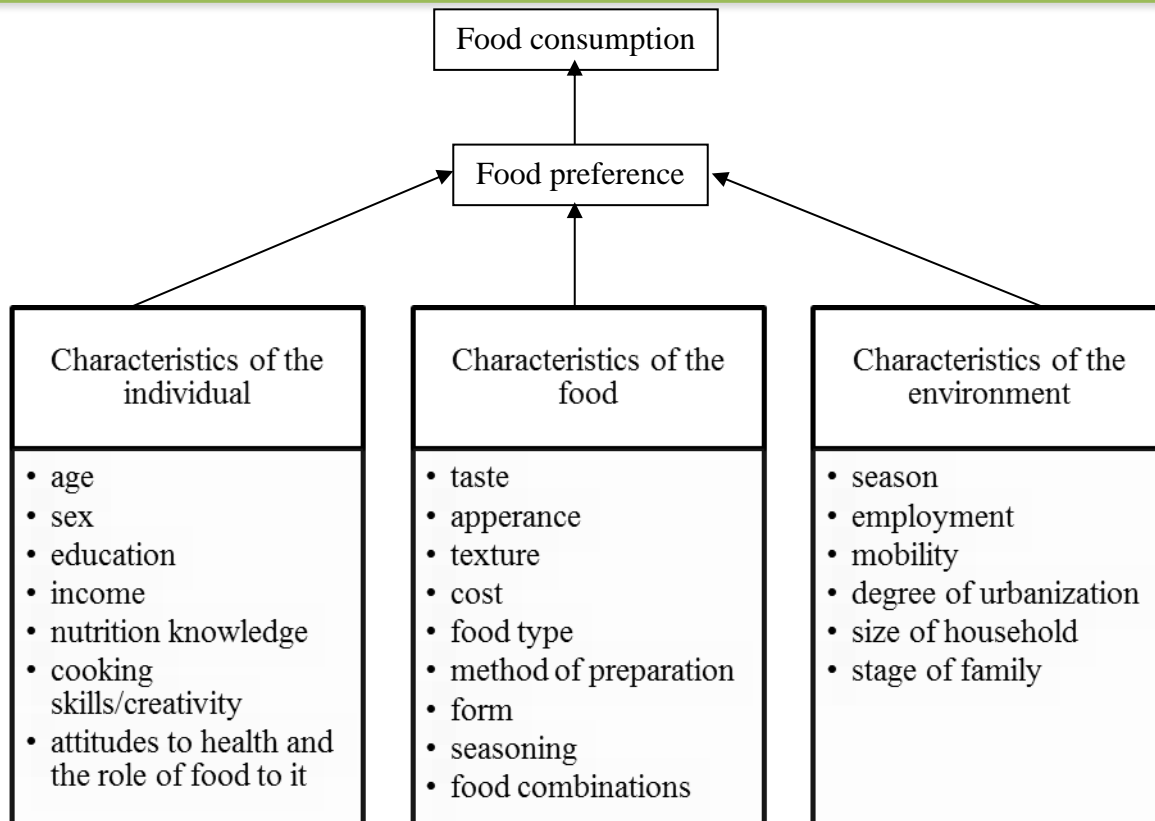 Food consumption
Food preference
Characteristics of the
individual
• age
• sex
• education
• income
• nutrition knowledge
• cooking
skills/creativity
• attitudes to health and
the role of food to it
Characteristics of the
food
• taste
• apperance
• texture
• cost
• food type
• method of preparation
• form
• seasoning
• food combinations
Characteristics of the
environment
• season
• employment
• mobility
• degree of urbanization
• size of household
• stage of family